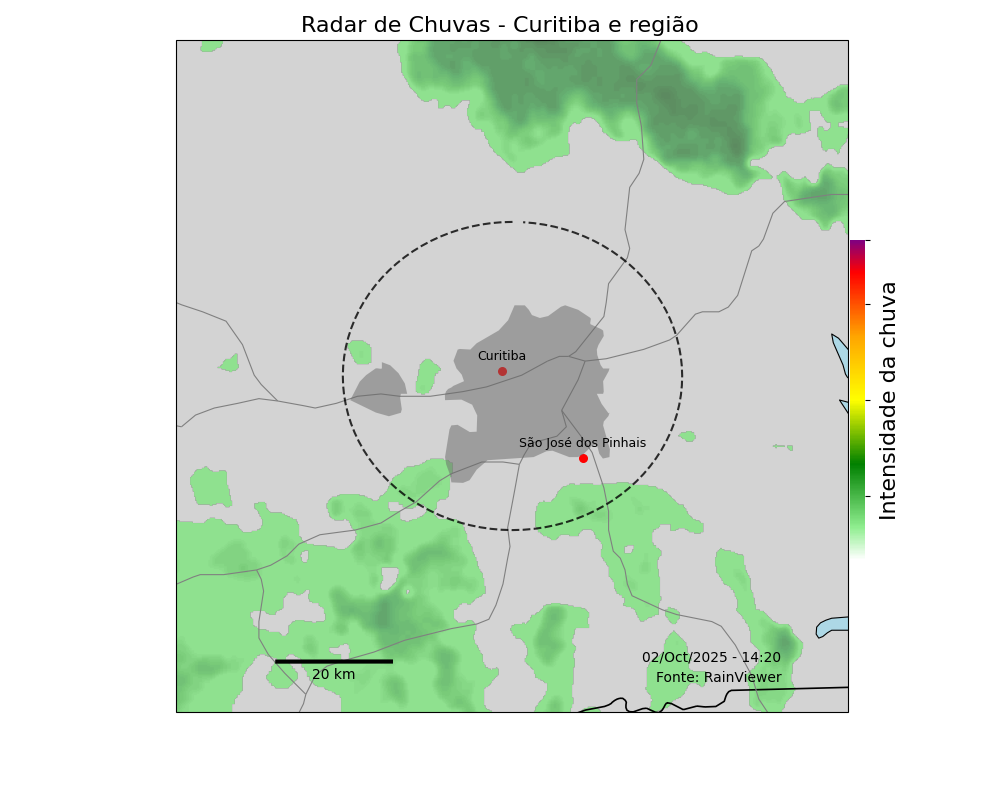 Radar de Chuvas - Curitiba e região
Curitiba
São José dos Pinhais
Intensidade da chuva
02/Oct/2025 - 14:20
Fonte: RainViewer
20 km